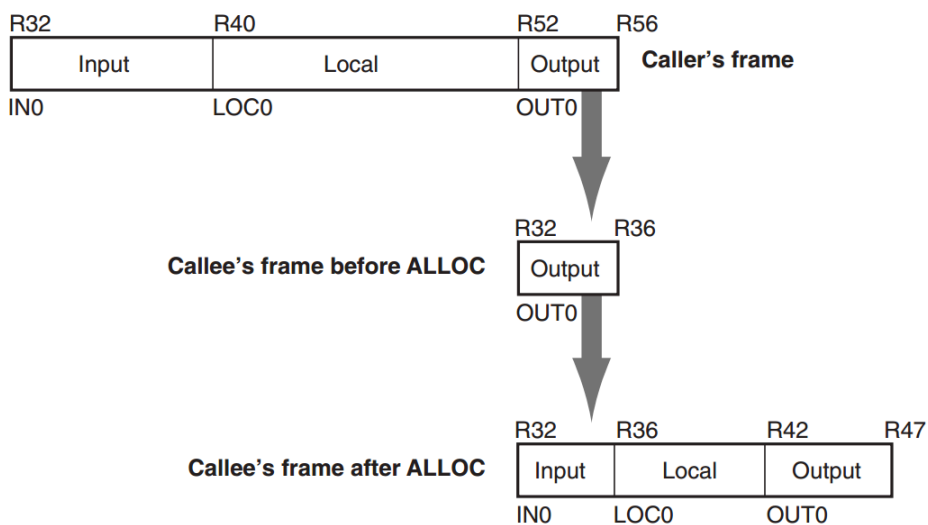 R32 R40 R52 R56
Input Local Output Caller's frame
IN0 LOC0 OUT0
R32 R36
Callee's frame before ALLOC Output
OUT0
R32 R36 R42 R47
Callee's frame after ALLOC Input Local Output
IN0 LOC0 OUT0